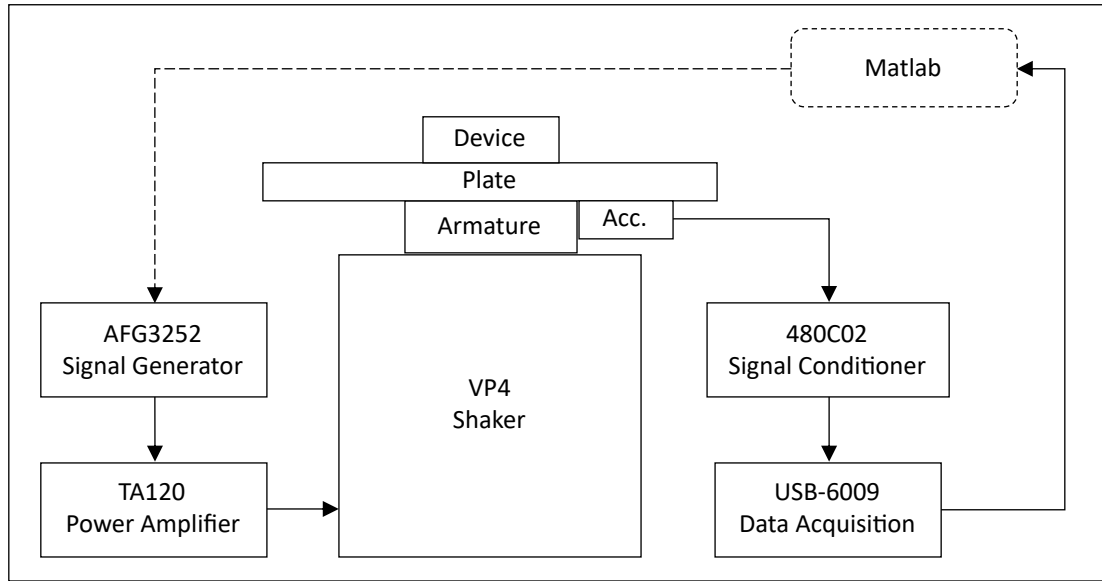 Matlab
Device
Plate
Armature
Acc.
AFG3252
Signal Generator
VP4
Shaker
480C02
Signal Conditioner
TA120
Power Amplifier
USB-6009
Data Acquisition